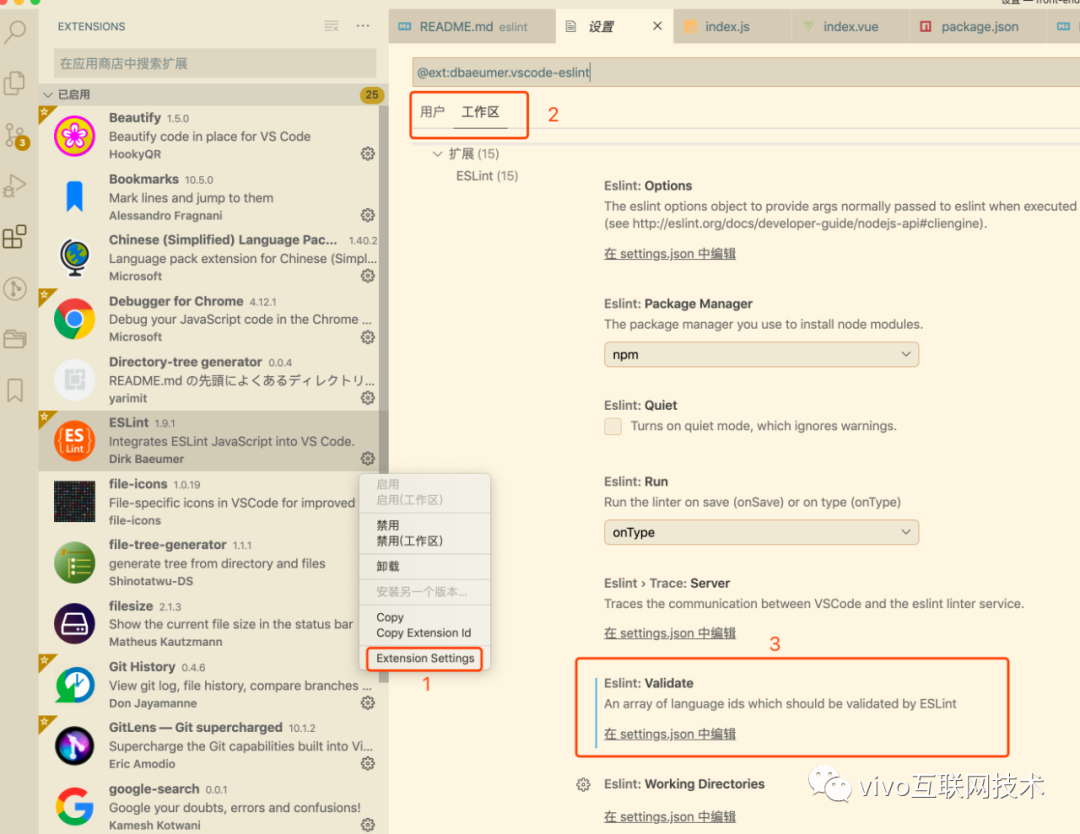 设置 — front-end
EXTENSIONS
在应用商店中搜索扩展
已启用
25
3
Beautify 1.5.0
Beautify code in place for VS Code
HookyQR
Bookmarks 10.5.0
Mark lines and jump to them
Alessandro Fragnani
Chinese (Simplified) Language Pac... 1.40.2
Language pack extension for Chinese (Simpl...
Microsoft
Debugger for Chrome 4.12.1
Debug your JavaScript code in the Chrome ...
Microsoft
Directory-tree generator 0.0.4
README.md の先頭によくあるディレクトリ...
yarimit
ES
Lint
ESLint 1.9.1
Integrates ESLint JavaScript into VS Code.
Dirk Baeumer
file-icons 1.0.19
File-specific icons in VSCode for improved
file-icons
file-tree-generator 1.1.1
generate tree from directory and files
Shinotatwu-DS
filesize 2.1.3
Show the current file size in the status bar
Matheus Kautzmann
Git History 0.4.6
View git log, file history, compare branches ...
Don Jayamanne
GitLens — Git supercharged 10.1.2
Supercharge the Git capabilities built into Vi...
Eric Amodio
google-search 0.0.1
Google your doubts, errors and confusions!
Kamesh Kotwani
启用
启用(工作区)
禁用
禁用(工作区)
卸载
安装另一个版本...
Copy
Copy Extension Id
Extension Settings
1
README.md eslint
设置
index.js
index.vue
package.json
@ext:dbaeumer.vscode-eslint
用户 工作区
2
扩展 (15)
ESLint (15)
Eslint: Options
The eslint options object to provide args normally passed to eslint when executed
(see http://eslint.org/docs/developer-guide/nodejs-api#cliengine).
在 settings.json 中编辑
Eslint: Package Manager
The package manager you use to install node modules.
npm
Eslint: Quiet
Turns on quiet mode, which ignores warnings.
Eslint: Run
Run the linter on save (onSave) or on type (onType)
onType
Eslint › Trace: Server
Traces the communication between VSCode and the eslint linter service.
在 settings.json 中编辑
3
Eslint: Validate
An array of language ids which should be validated by ESLint
在 settings.json 中编辑
Eslint: Working Directories
在 settings.json 中编辑
vivo互联网技术